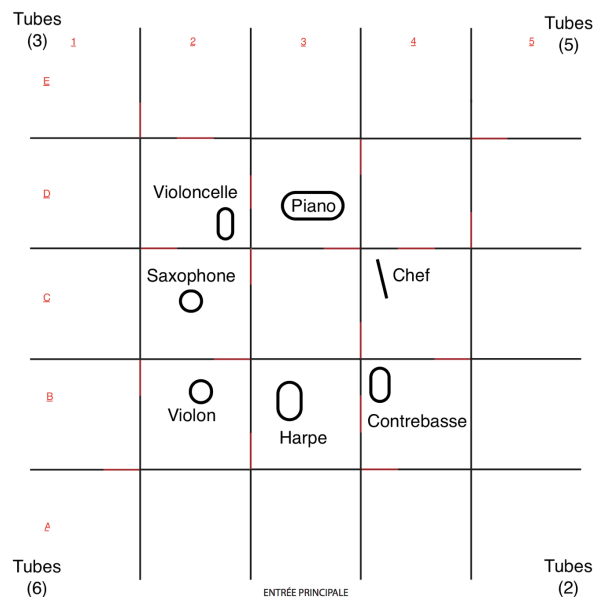 Tubes
(3)
Tubes
(5)
1
2
3
4
5
E
D
Violoncelle
Piano
C
Saxophone
Chef
B
Violon
Harpe
Contrebasse
A
Tubes
(6)
Tubes
(2)
ENTRÉE PRINCIPALE